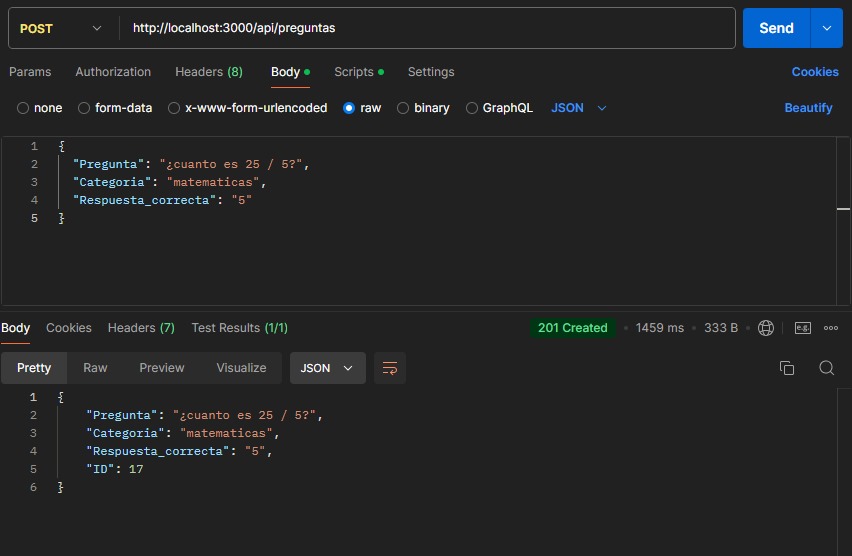 POST http://localhost:3000/api/preguntas Send
Params Authorization Headers (8) Body Scripts Settings Cookies
none form-data x-www-form-urlencoded raw binary GraphQL JSON Beautify
1 {
2 "Pregunta": "¿cuanto es 25 / 5?",
3 "Categoria": "matematicas",
4 "Respuesta_correcta": "5"
5 }
Body Cookies Headers (7) Test Results (1/1) 201 Created 1459 ms 333 B e.g.
Pretty Raw Preview Visualize JSON
1 {
2 "Pregunta": "¿cuanto es 25 / 5?",
3 "Categoria": "matematicas",
4 "Respuesta_correcta": "5",
5 "ID": 17
6 }